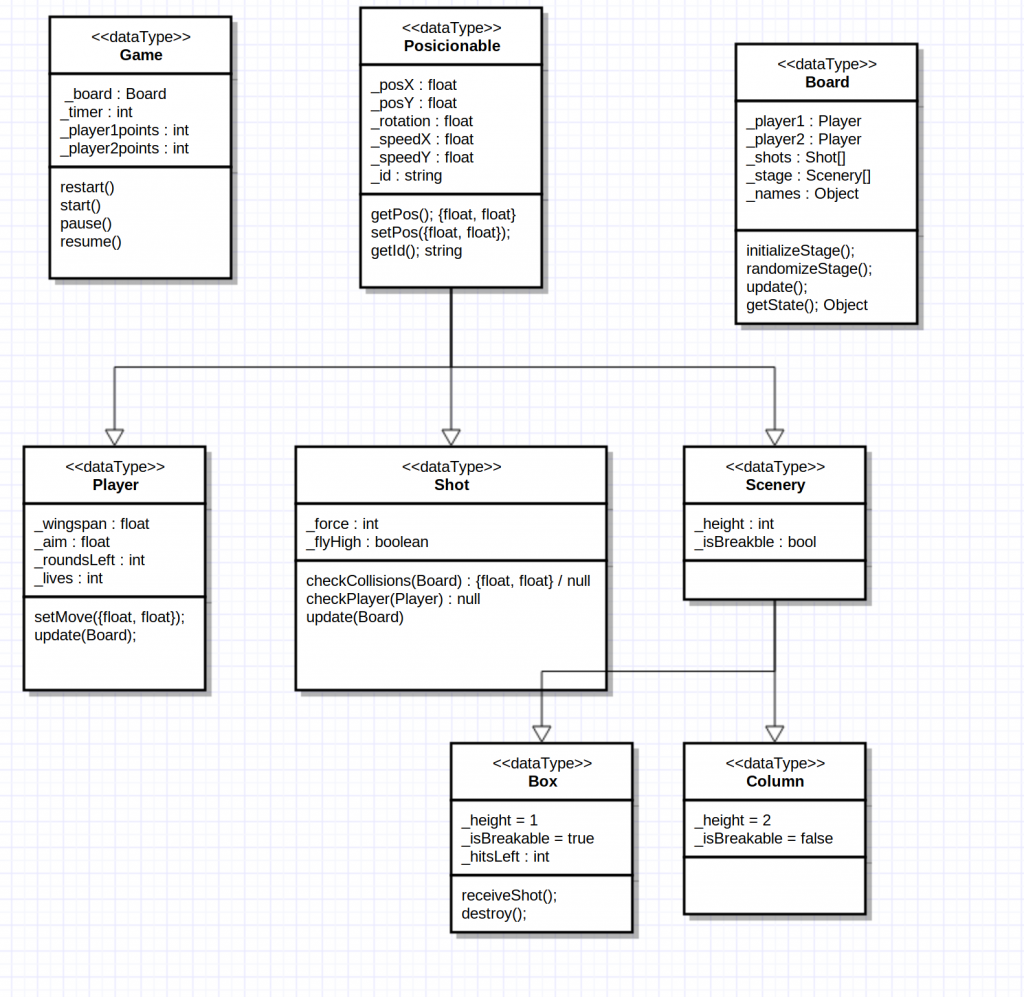 <<dataType>>
Game
_board : Board
_timer : int
_player1points : int
_player2points : int
restart()
start()
pause()
resume()
<<dataType>>
Posicionable
_posX : float
_posY : float
_rotation : float
_speedX : float
_speedY : float
_id : string
getPos(); {float, float}
setPos({float, float});
getId(); string
<<dataType>>
Board
_player1 : Player
_player2 : Player
_shots : Shot[]
_stage : Scenery[]
_names : Object
initializeStage();
randomizeStage();
update();
getState(); Object
<<dataType>>
Player
_wingspan : float
_aim : float
_roundsLeft : int
_lives : int
setMove({float, float});
update(Board);
<<dataType>>
Shot
_force : int
_flyHigh : boolean
checkCollisions(Board) : {float, float} / null
checkPlayer(Player) : null
update(Board)
<<dataType>>
Scenery
_height : int
_isBreakble : bool
<<dataType>>
Box
_height = 1
_isBreakable = true
_hitsLeft : int
receiveShot();
destroy();
<<dataType>>
Column
_height = 2
_isBreakable = false